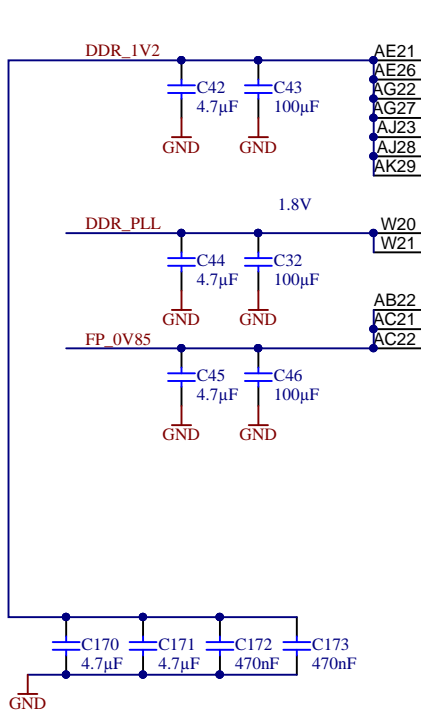 DDR_1V2
AE21
AE26
C42
C43
AG22
4.7µF
100µF
AG27
AJ23
GND
GND
AJ28
AK29
1.8V
DDR_PLL
W20
W21
C44
C32
4.7µF
100µF
AB22
GND
GND
AC21
FP_0V85
AC22
C45
C46
4.7µF
100µF
GND
GND
C170
C171
C172
C173
4.7µF
4.7µF
470nF
470nF
GND